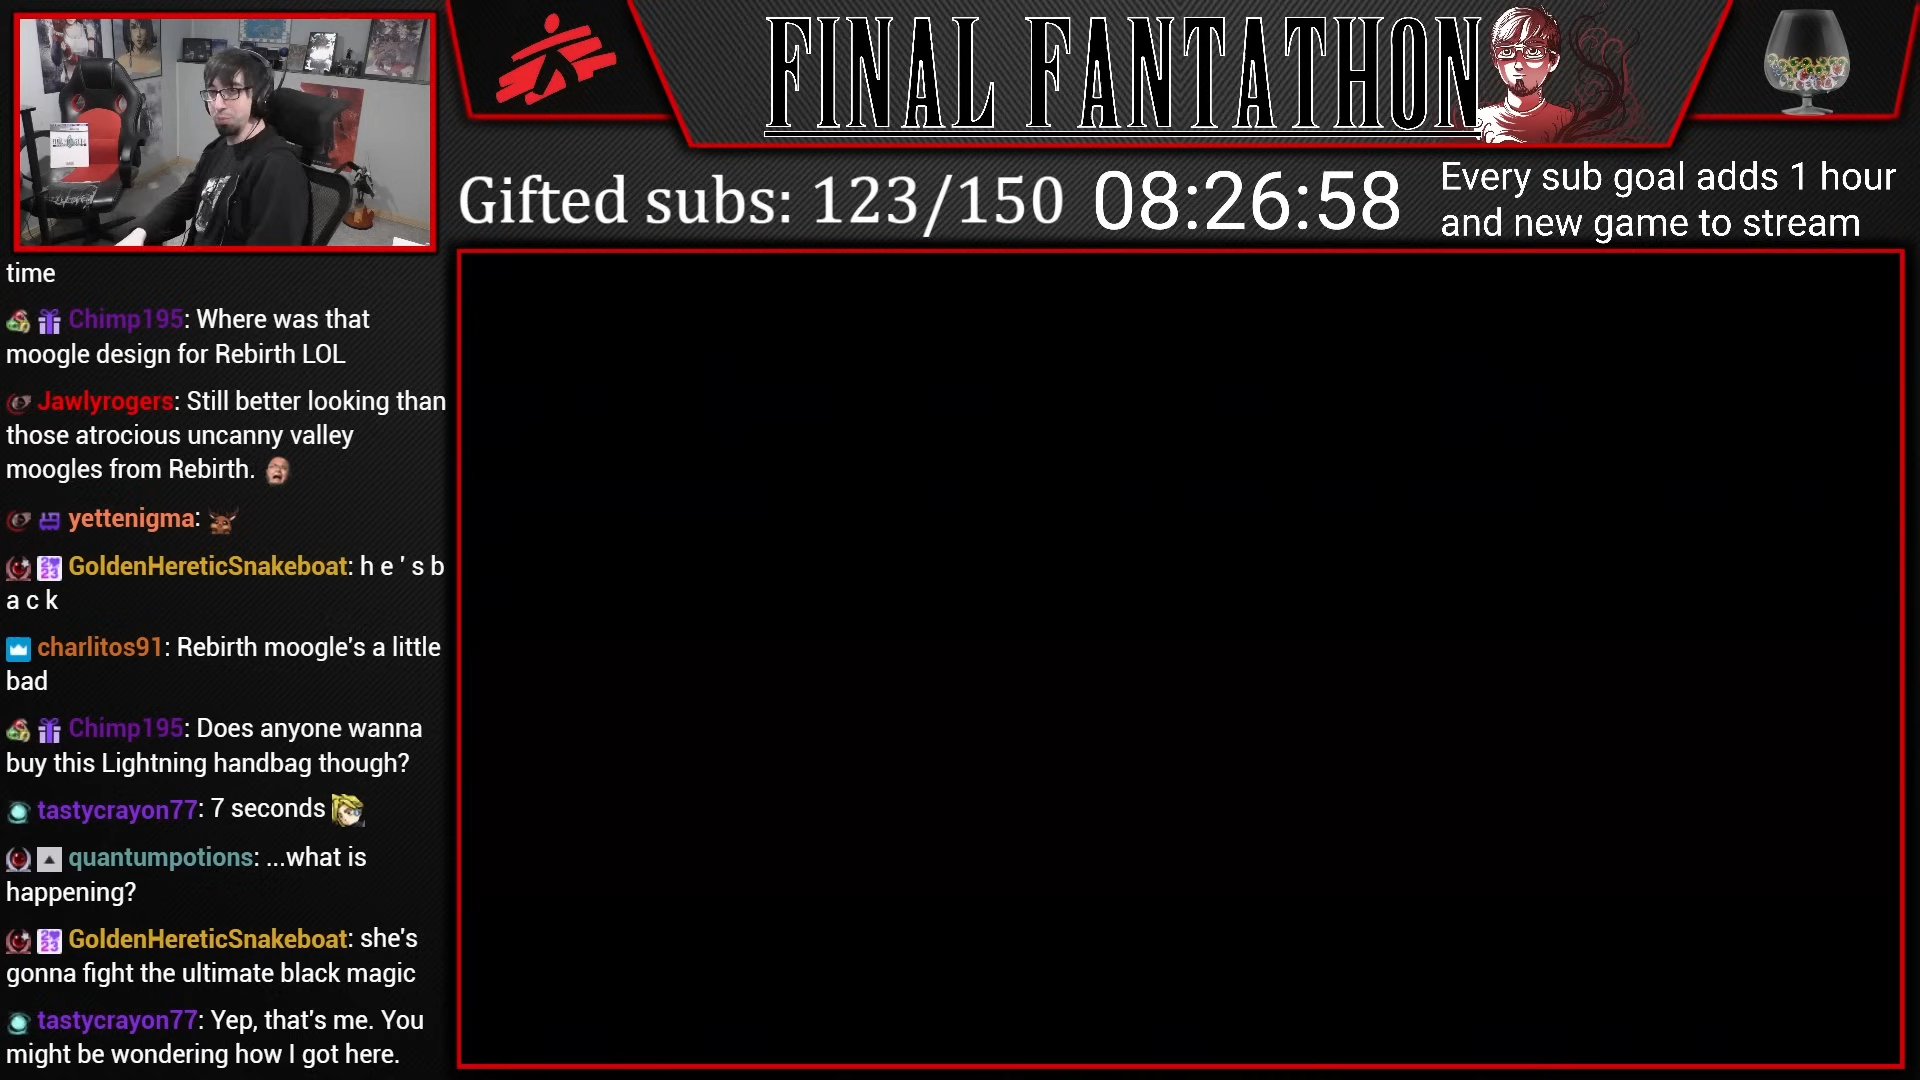 FINAL FANTATHON
Gifted subs: 123/150
08:26:58
Every sub goal adds 1 hour
and new game to stream
time
Chimp195: Where was that
moogle design for Rebirth LOL
Jawlyrogers: Still better looking than
those atrocious uncanny valley
moogles from Rebirth.
yettenigma:
GoldenHereticSnakeboat: h e ' s b
a c k
charlitos91: Rebirth moogle's a little
bad
Chimp195: Does anyone wanna
buy this Lightning handbag though?
tastycrayon77: 7 seconds
quantumpotions: ...what is
happening?
GoldenHereticSnakeboat: she's
gonna fight the ultimate black magic
tastycrayon77: Yep, that's me. You
might be wondering how I got here.